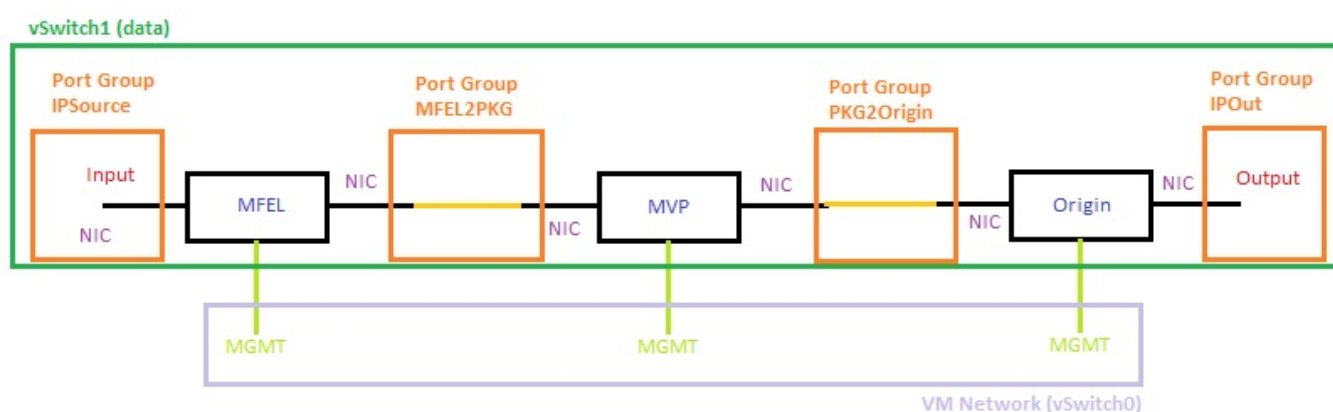 vSwitch1 (data)
Port Group
IPSource
Port Group
MFEL2PKG
Port Group
PKG2Origin
Port Group
IPOut
Input
NIC
MFEL
NIC
NIC
MVP
NIC
NIC
Origin
NIC
Output
MGMT
MGMT
MGMT
VM Network (vSwitch0)